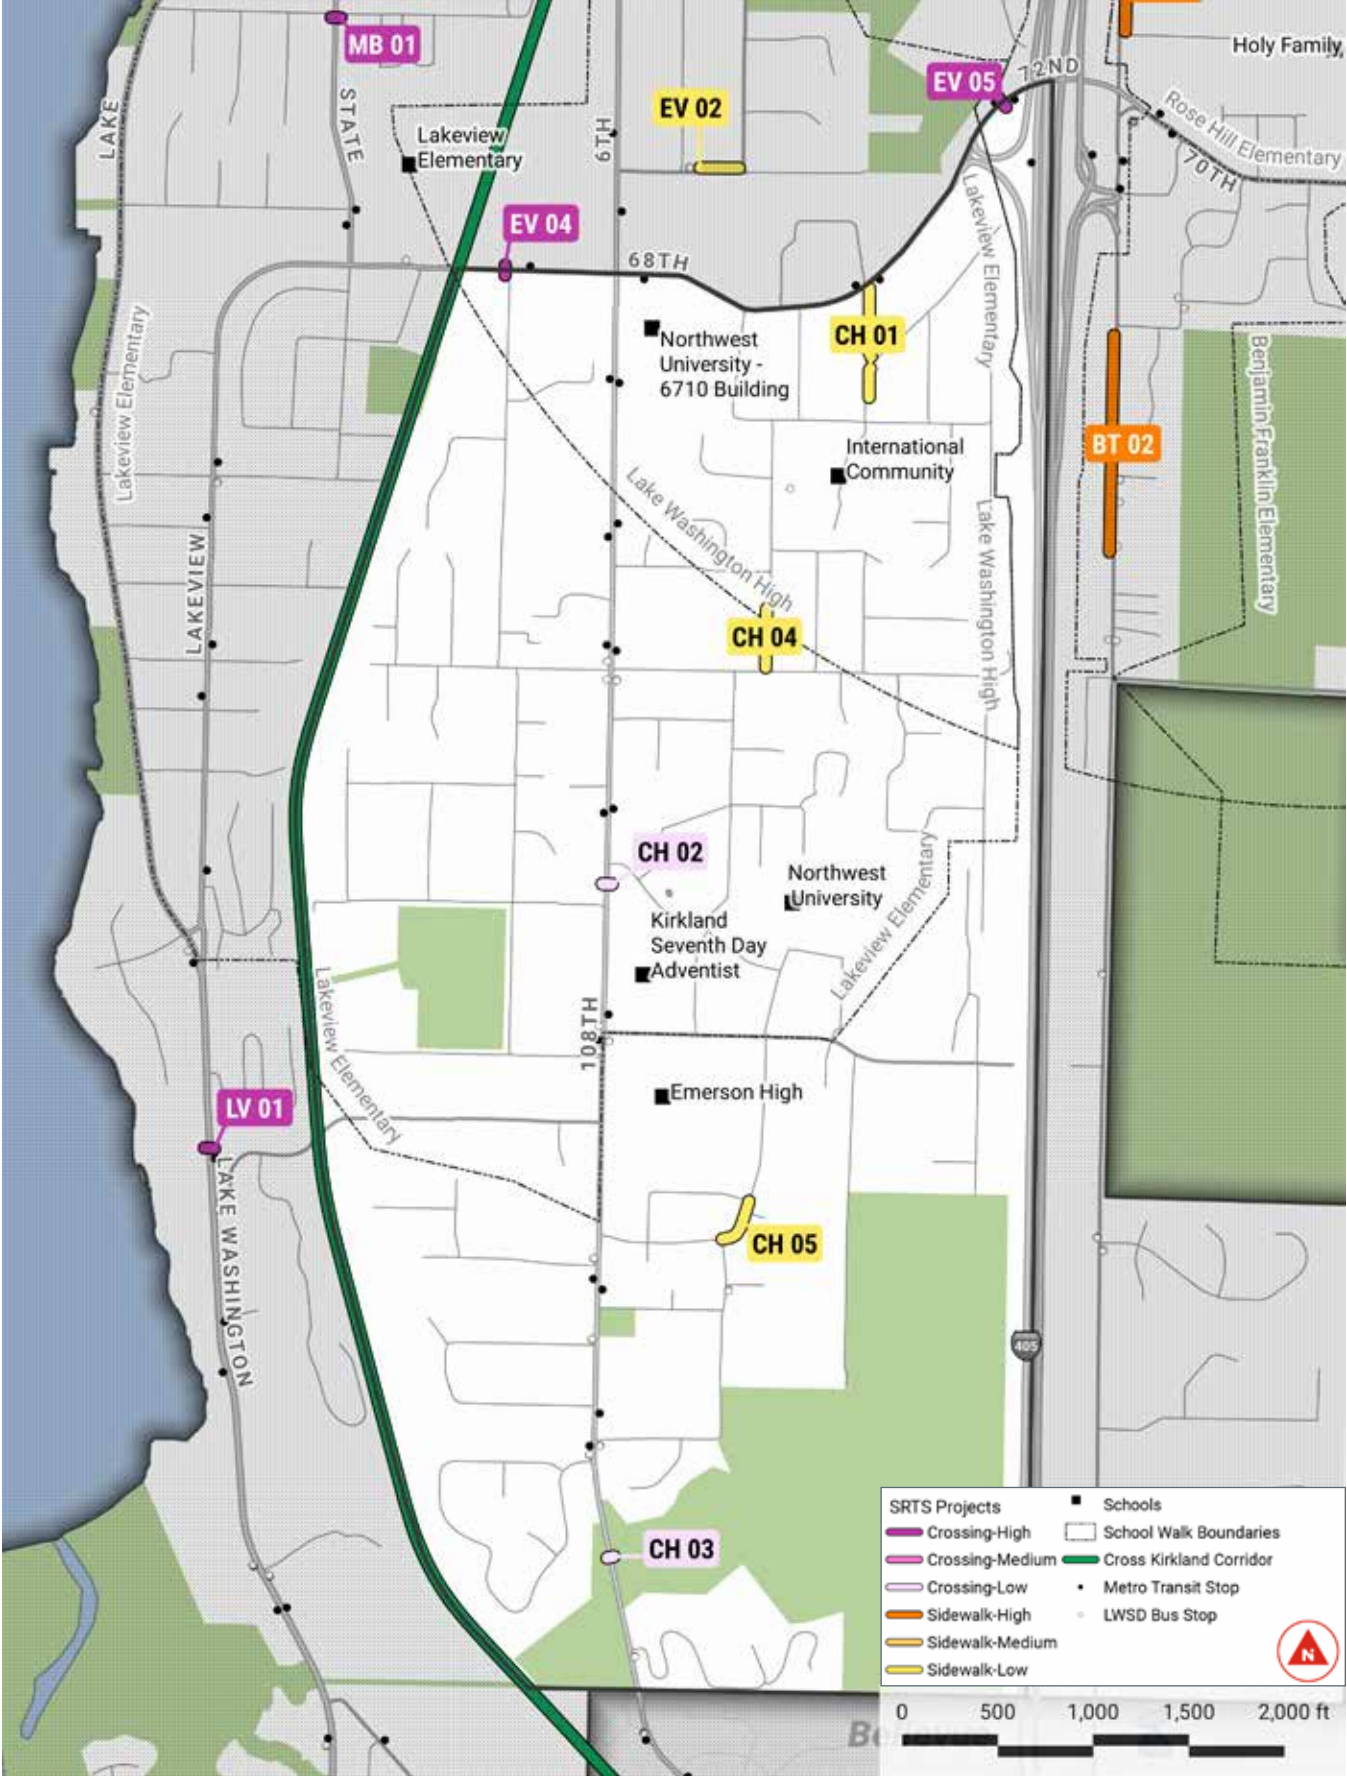 MB 01
Holy Family
EV 05
72ND
LAKE
STATE
EV 02
Rose Hill Elementary
Lakeview
Elementary
6TH
70TH
EV 04
Lakeview Elementary
68TH
Lakeview Elementary
CH 01
Northwest
University -
6710 Building
Benjamin Franklin Elementary
BT 02
International
Community
Lake Washington High
Lake Washington High
LAKEVIEW
CH 04
CH 02
Northwest
University
Lakeview Elementary
Kirkland
Seventh Day
Adventist
Lakeview Elementary
108TH
Emerson High
LV 01
LAKE WASHINGTON
CH 05
405
CH 03
SRTS Projects
Crossing-High
Crossing-Medium
Crossing-Low
Sidewalk-High
Sidewalk-Medium
Sidewalk-Low
Schools
School Walk Boundaries
Cross Kirkland Corridor
Metro Transit Stop
LWSD Bus Stop
N
0 500 1,000 1,500 2,000 ft